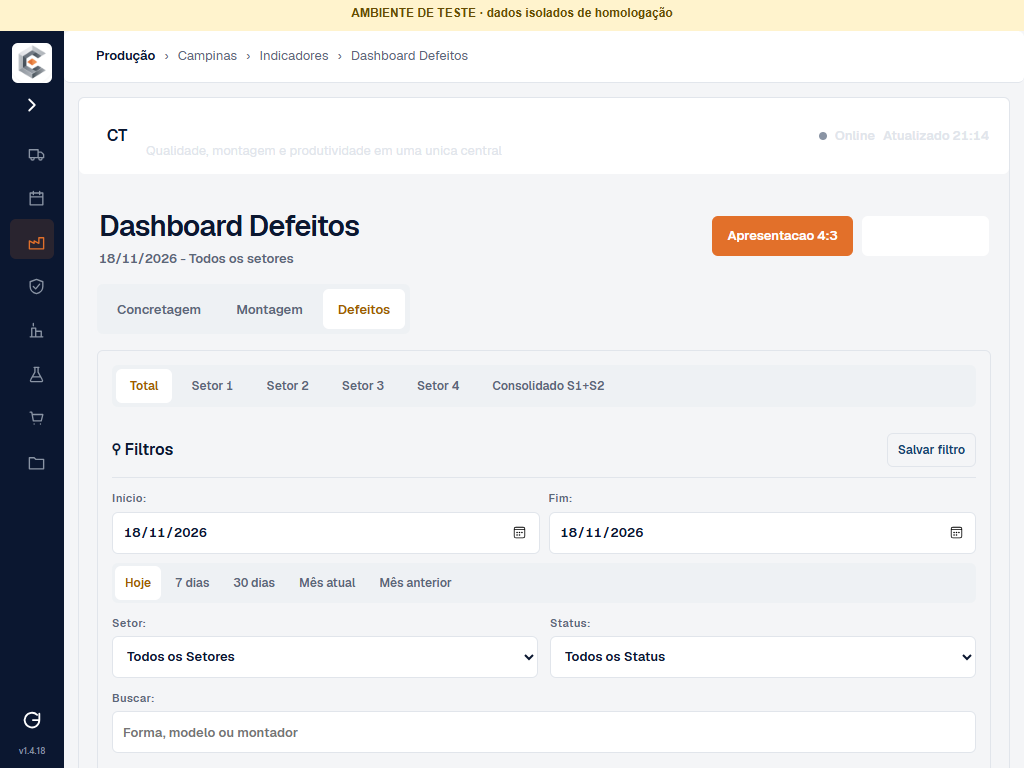 AMBIENTE DE TESTE · dados isolados de homologação
Produção › Campinas › Indicadores › Dashboard Defeitos
CT
Online Atualizado 21:14
Qualidade, montagem e produtividade em uma unica central
Dashboard Defeitos
Apresentacao 4:3
18/11/2026 - Todos os setores
Concretagem Montagem Defeitos
Total Setor 1 Setor 2 Setor 3 Setor 4 Consolidado S1+S2
Filtros
Salvar filtro
Início: Fim:
18/11/2026 18/11/2026
Hoje 7 dias 30 dias Mês atual Mês anterior
Setor: Status:
Todos os Setores Todos os Status
Buscar:
Forma, modelo ou montador
v1.4.18